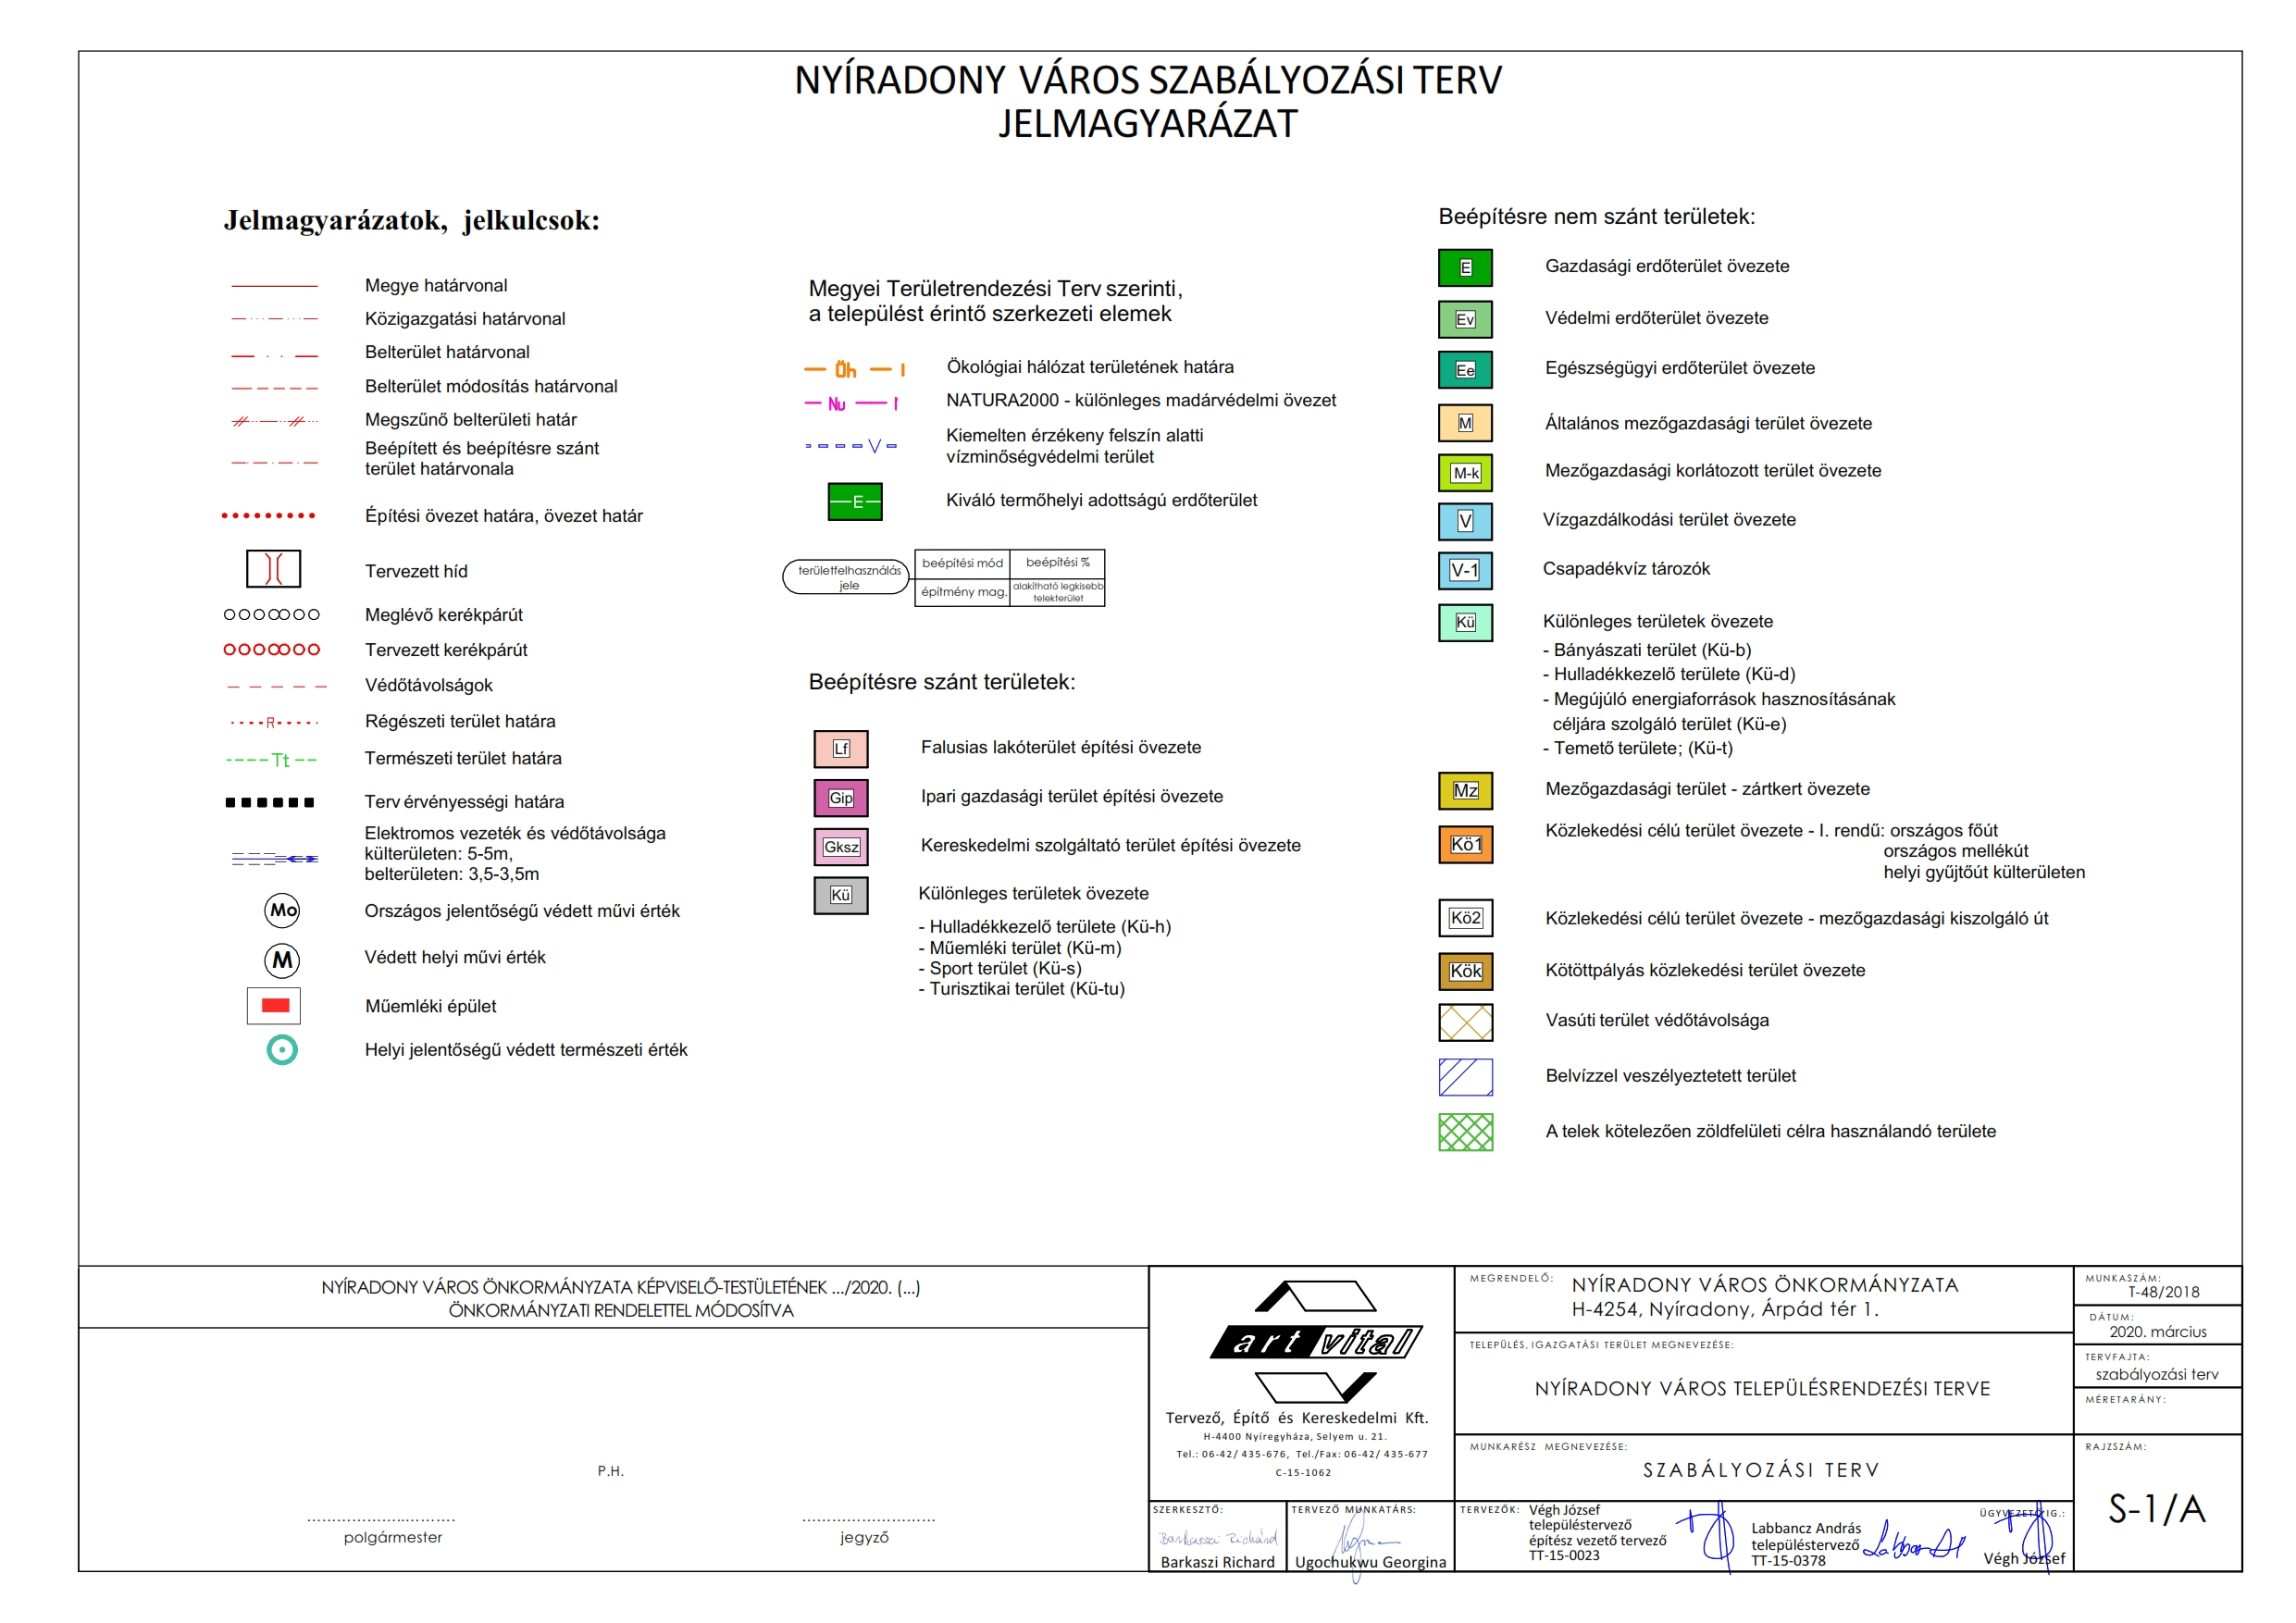 NYÍRADONY VÁROS SZABÁLYOZÁSI TERV
JELMAGYARÁZAT
Jelmagyarázatok, jelkulcsok:
Megye határvonal
Közigazgatási határvonal
Belterület határvonal
Belterület módosítás határvonal
Megszűnő belterületi határ
Beépített és beépítésre szánt
terület határvonala
Építési övezet határa, övezet határ
Tervezett híd
Meglévő kerékpárút
Tervezett kerékpárút
Védőtávolságok
R Régészeti terület határa
Tt Természeti terület határa
Terv érvényességi határa
Elektromos vezeték és védőtávolsága
külterületen: 5-5m,
belterületen: 3,5-3,5m
Mo Országos jelentőségű védett művi érték
M Védett helyi művi érték
Műemléki épület
Helyi jelentőségű védett természeti érték
Megyei Területrendezési Terv szerinti,
a települést érintő szerkezeti elemek
Öh Ökológiai hálózat területének határa
Nu NATURA2000 - különleges madárvédelmi övezet
V Kiemelten érzékeny felszín alatti
vízminőségvédelmi terület
E Kiváló termőhelyi adottságú erdőterület
területfelhasználás
jele
beépítési mód
beépítési %
építmény mag.
alakítható legkisebb
telekterület
Beépítésre szánt területek:
Lf Falusias lakóterület építési övezete
Gip Ipari gazdasági terület építési övezete
Gksz Kereskedelmi szolgáltató terület építési övezete
Kü Különleges területek övezete
- Hulladékkezelő területe (Kü-h)
- Műemléki terület (Kü-m)
- Sport terület (Kü-s)
- Turisztikai terület (Kü-tu)
Beépítésre nem szánt területek:
E Gazdasági erdőterület övezete
Ev Védelmi erdőterület övezete
Ee Egészségügyi erdőterület övezete
M Általános mezőgazdasági terület övezete
M-k Mezőgazdasági korlátozott terület övezete
V Vízgazdálkodási terület övezete
V-1 Csapadékvíz tározók
Kü Különleges területek övezete
- Bányászati terület (Kü-b)
- Hulladékkezelő területe (Kü-d)
- Megújúló energiaforrások hasznosításának
céljára szolgáló terület (Kü-e)
- Temető területe; (Kü-t)
Mz Mezőgazdasági terület - zártkert övezete
Kö1 Közlekedési célú terület övezete - I. rendű: országos főút
országos mellékút
helyi gyűjtőút külterületen
Kö2 Közlekedési célú terület övezete - mezőgazdasági kiszolgáló út
Kök Kötöttpályás közlekedési terület övezete
Vasúti terület védőtávolsága
Belvízzel veszélyeztetett terület
A telek kötelezően zöldfelületi célra használandó területe
NYÍRADONY VÁROS ÖNKORMÁNYZATA KÉPVISELŐ-TESTÜLETÉNEK .../2020. (...)
ÖNKORMÁNYZATI RENDELETTEL MÓDOSÍTVA
P.H.
polgármester
jegyző
art vital
Tervező, Építő és Kereskedelmi Kft.
H-4400 Nyíregyháza, Selyem u. 21.
Tel.: 06-42/ 435-676, Tel./Fax: 06-42/ 435-677
C-15-1062
SZERKESZTŐ:
Barkaszi Richárd
Barkaszi Richard
TERVEZŐ MUNKATÁRS:
Ugochukwu Georgina
MEGRENDELŐ:
NYÍRADONY VÁROS ÖNKORMÁNYZATA
H-4254, Nyíradony, Árpád tér 1.
TELEPÜLÉS, IGAZGATÁSI TERÜLET MEGNEVEZÉSE:
NYÍRADONY VÁROS TELEPÜLÉSRENDEZÉSI TERVE
MUNKARÉSZ MEGNEVEZÉSE:
SZABÁLYOZÁSI TERV
TERVEZŐK:
Végh József
településtervező
építész vezető tervező
TT-15-0023
Labbancz András
településtervező
TT-15-0378
ÜGYVEZETŐ IG.:
Végh József
MUNKASZÁM:
T-48/2018
DÁTUM:
2020. március
TERVFAJTA:
szabályozási terv
MÉRETARÁNY:
RAJZSZÁM:
S-1/A